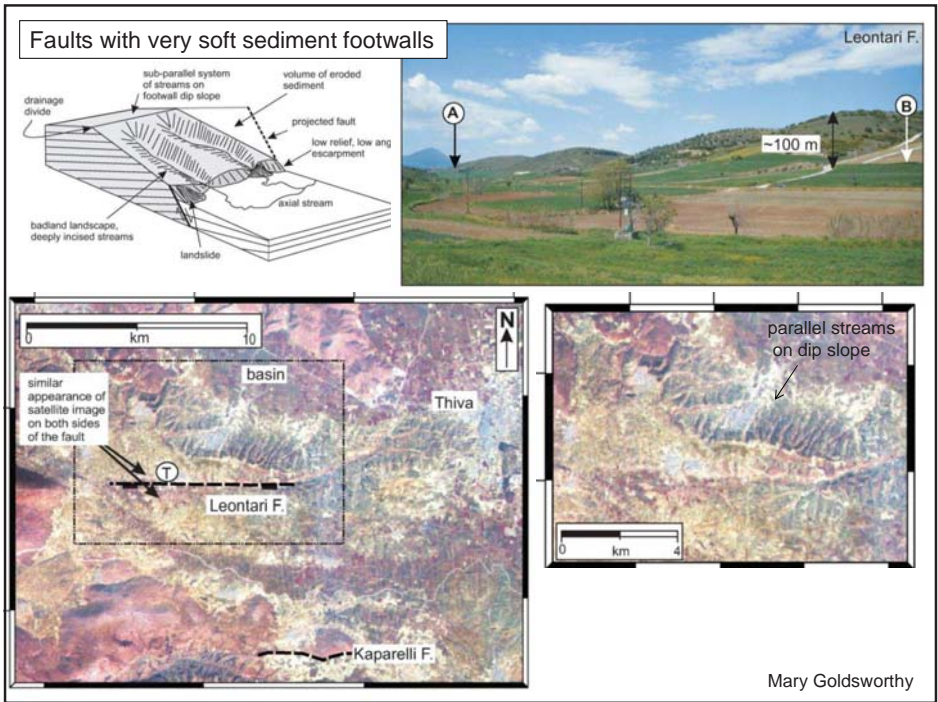 Faults with very soft sediment footwalls
sub-parallel system
of streams on
footwall dip slope
volume of eroded
sediment
drainage
divide
projected fault
low relief, low ang
escarpment
axial stream
badland landscape,
deeply incised streams
landslide
Leontari F.
A
B
~100 m
0 km 10
N
basin
similar
appearance of
satellite image
on both sides
of the fault
Thiva
T
Leontari F.
Kaparelli F.
parallel streams
on dip slope
0 km 4
Mary Goldsworthy